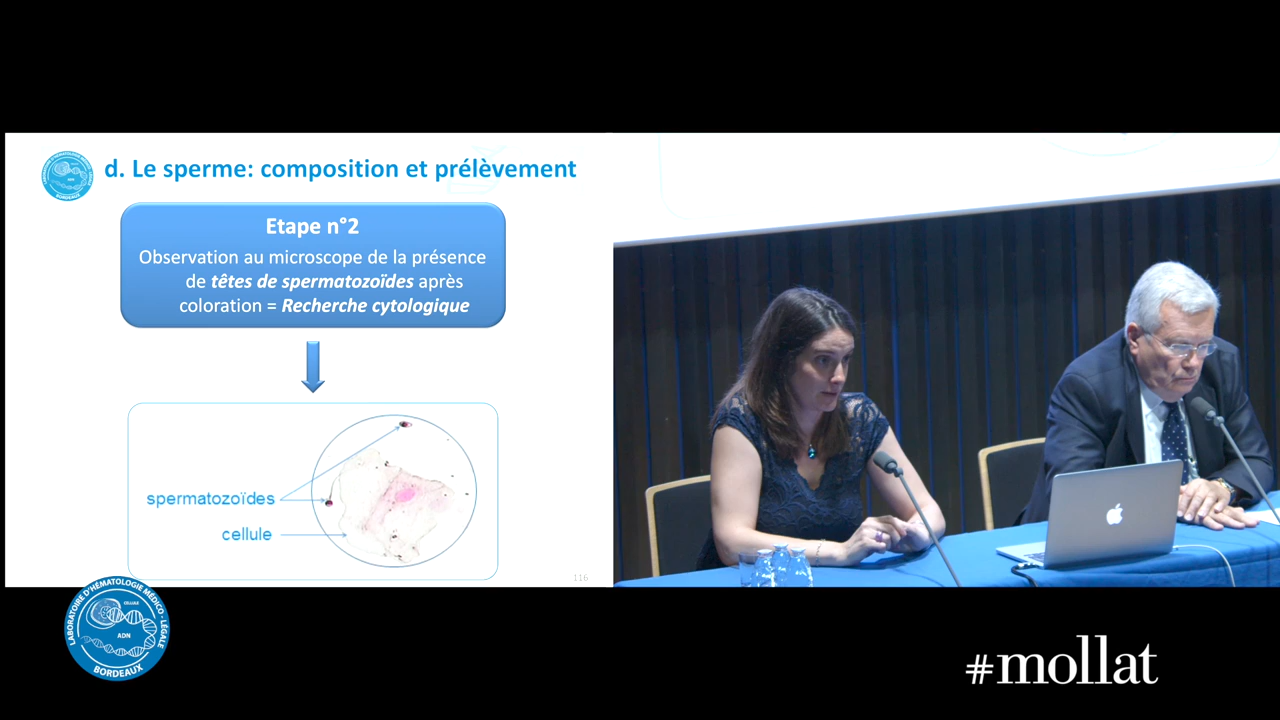 d. Le sperme: composition et prélèvement
Etape n°2
Observation au microscope de la présence
de têtes de spermatozoïdes après
coloration = Recherche cytologique
spermatozoïdes
cellule
116
LABORATOIRE D'HÉMATOLOGIE MÉDICO-LÉGALE
CELLULE
ADN
BORDEAUX
#mollat